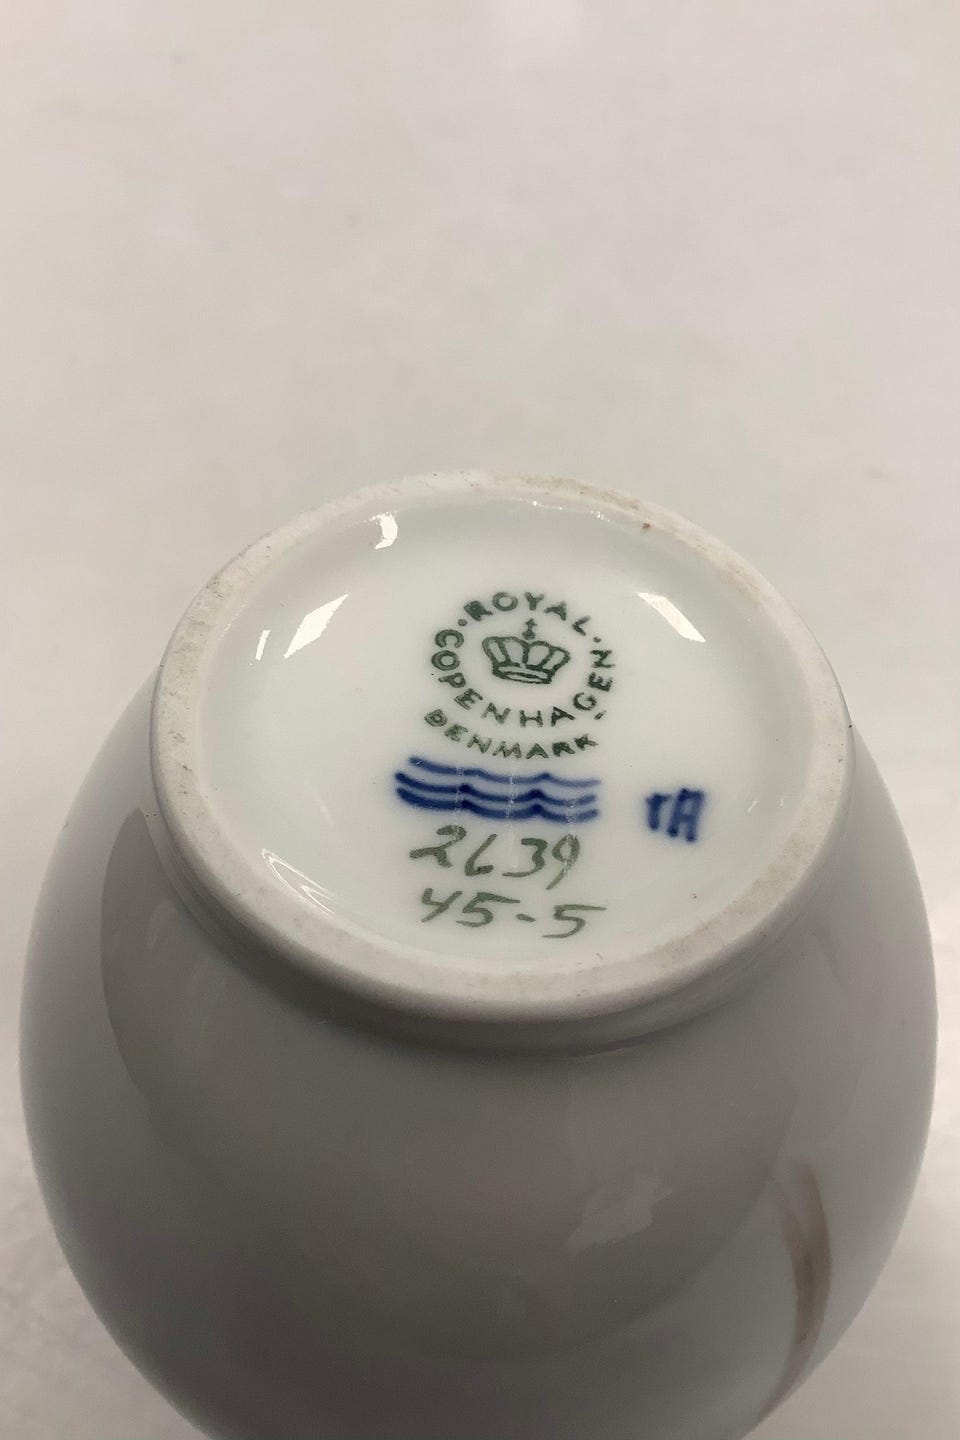 ROYAL
COPENHAGEN
DENMARK
2639
45-5